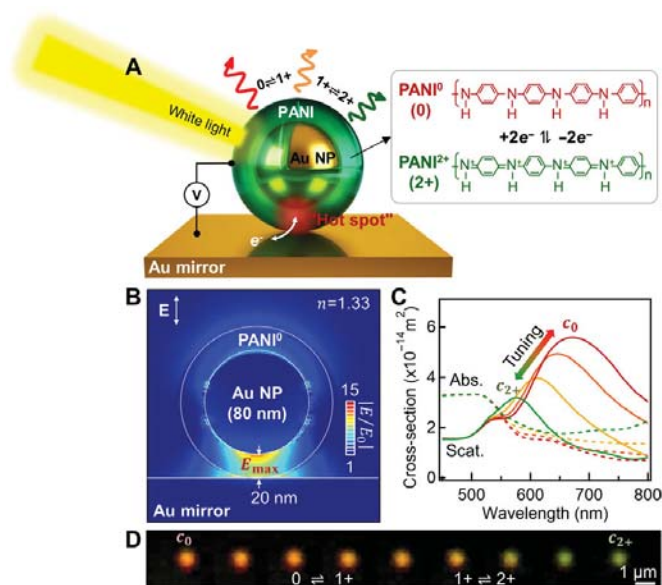 A
0⇌1+
1+⇌2+
White light
PANI
Au NP
V
"Hot spot"
e⁻
Au mirror
PANI⁰
(0)
N
H
N
H
N
H
N
H
n
+2e⁻ ⇅ −2e⁻
PANI²⁺
(2+)
N
H
N
H
N
H
N
H
n
B
E
n=1.33
PANI⁰
Au NP
(80 nm)
15
|E/E₀|
1
Eₘₐₓ
20 nm
Au mirror
C
Cross-section (x10⁻¹⁴ m²)
6
4
2
0
Tuning
c₀
c₂₊
Abs.
Scat.
500
600
700
800
Wavelength (nm)
D
c₀
c₂₊
0 ⇌ 1+
1+ ⇌ 2+
1 μm